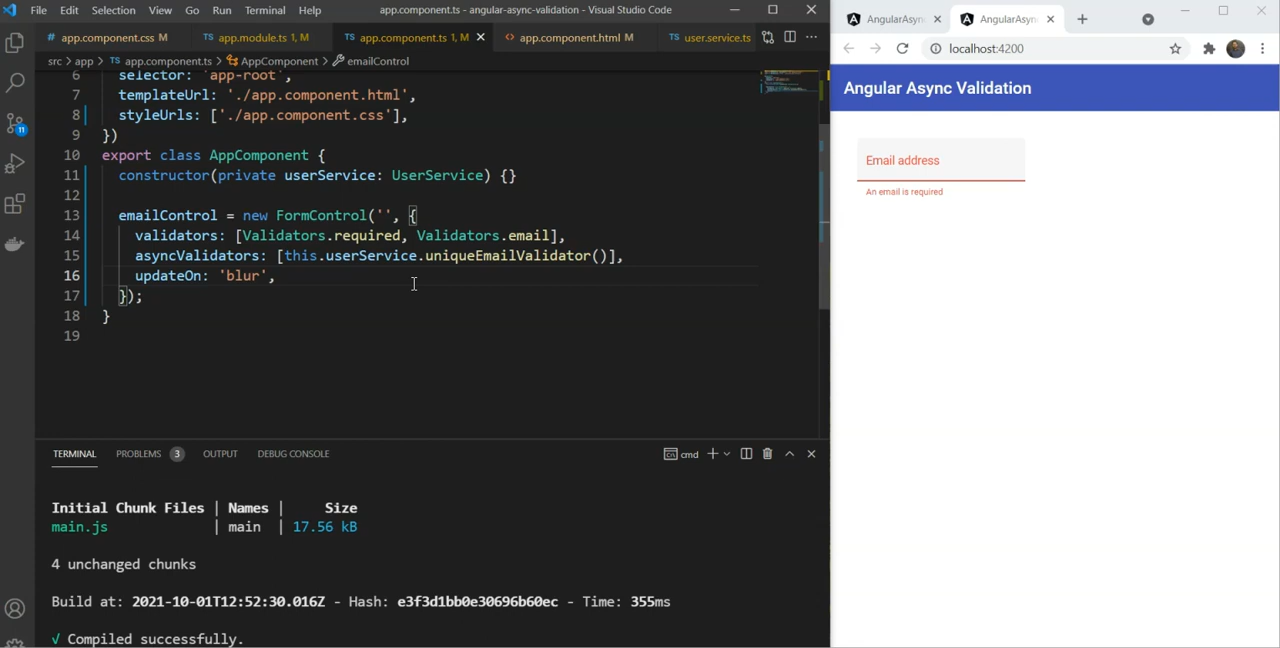 File Edit Selection View Go Run Terminal Help app.component.ts - angular-async-validation - Visual Studio Code
app.component.css M TS app.module.ts 1, M TS app.component.ts 1, M <> app.component.html M TS user.service.ts
src > app > TS app.component.ts > AppComponent > emailControl
6 selector: 'app-root',
7 templateUrl: './app.component.html',
8 styleUrls: ['./app.component.css'],
9 })
10 export class AppComponent {
11 constructor(private userService: UserService) {}
12
13 emailControl = new FormControl('', {
14 validators: [Validators.required, Validators.email],
15 asyncValidators: [this.userService.uniqueEmailValidator()],
16 updateOn: 'blur',
17 });
18 }
19
11
TERMINAL PROBLEMS 3 OUTPUT DEBUG CONSOLE cmd
Initial Chunk Files | Names | Size
main.js | main | 17.56 kB
4 unchanged chunks
Build at: 2021-10-01T12:52:30.016Z - Hash: e3f3d1bb0e30696b60ec - Time: 355ms
√ Compiled successfully.
AngularAsyn AngularAsyn
localhost:4200
Angular Async Validation
Email address
An email is required